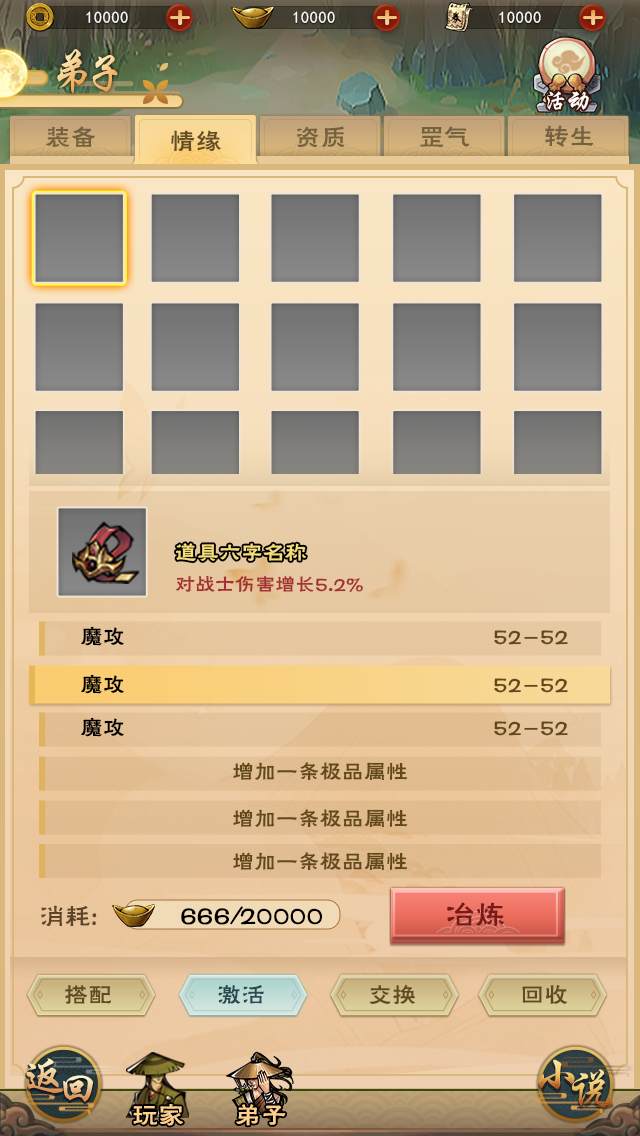 10000 10000 10000
弟子
活动
装备 情缘 资质 罡气 转生
道具六字名称
对战士伤害增长5.2%
魔攻 52-52
魔攻 52-52
魔攻 52-52
增加一条极品属性
增加一条极品属性
增加一条极品属性
消耗: 666/20000 冶炼
搭配 激活 交换 回收
返回 玩家 弟子 小说